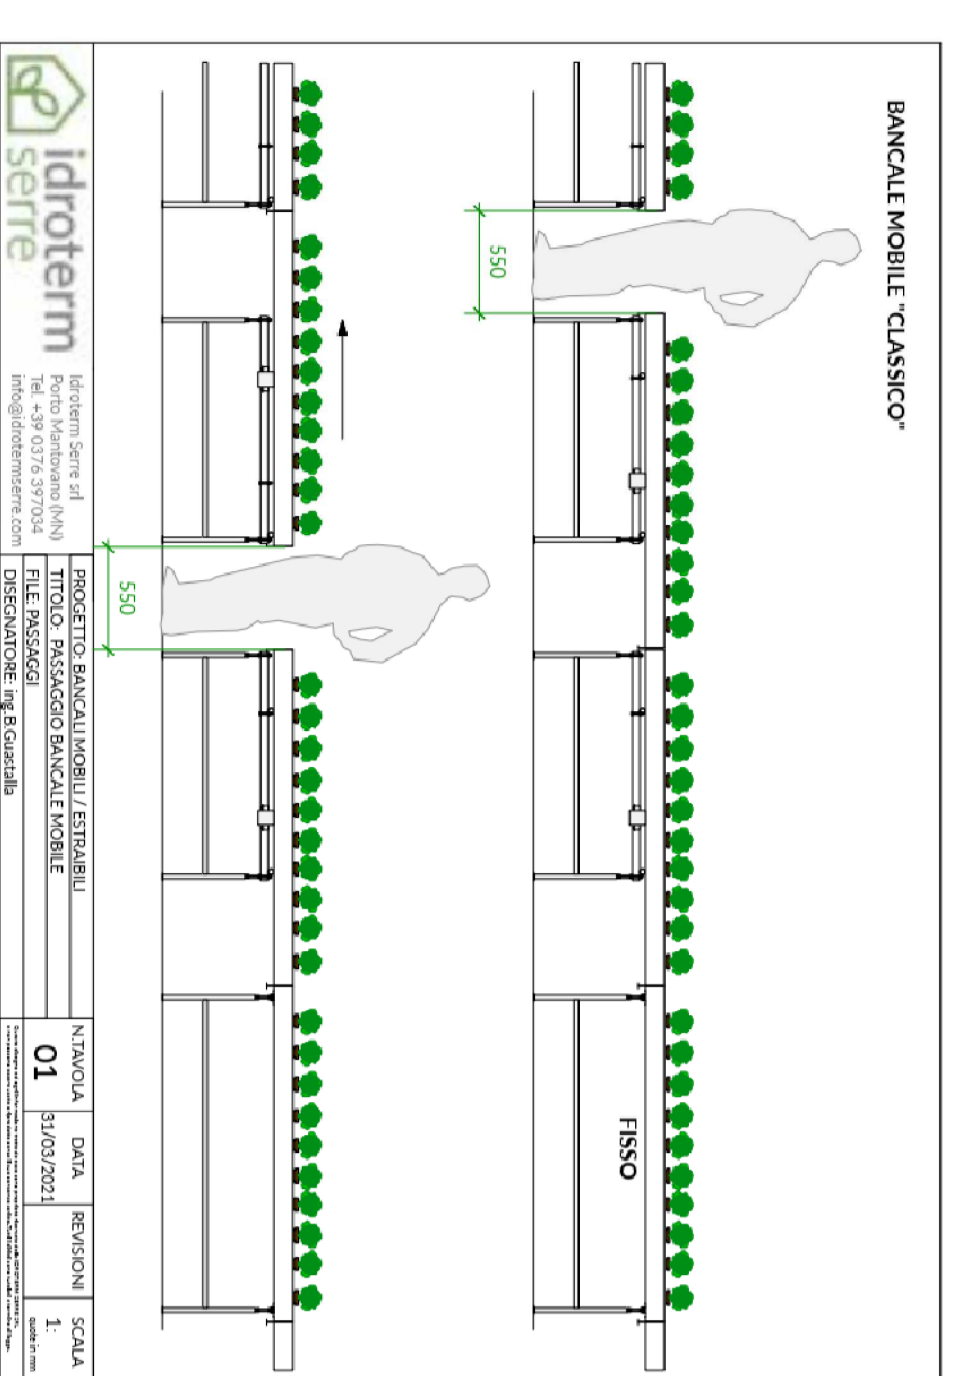 BANCALE MOBILE "CLASSICO"
550
FISSO
550
idroterm
serre
Idroterm Serre srl
Porto Mantovano (MN)
Tel. +39 0376 397034
info@idrotermserre.com
PROGETTO: BANCALI MOBILI / ESTRAIBILI
TITOLO: PASSAGGIO BANCALE MOBILE
FILE: PASSAGGI
DISEGNATORE: ing.B.Guastalla
N.TAVOLA
01
DATA
31/03/2021
REVISIONI
SCALA
1:
quote in mm